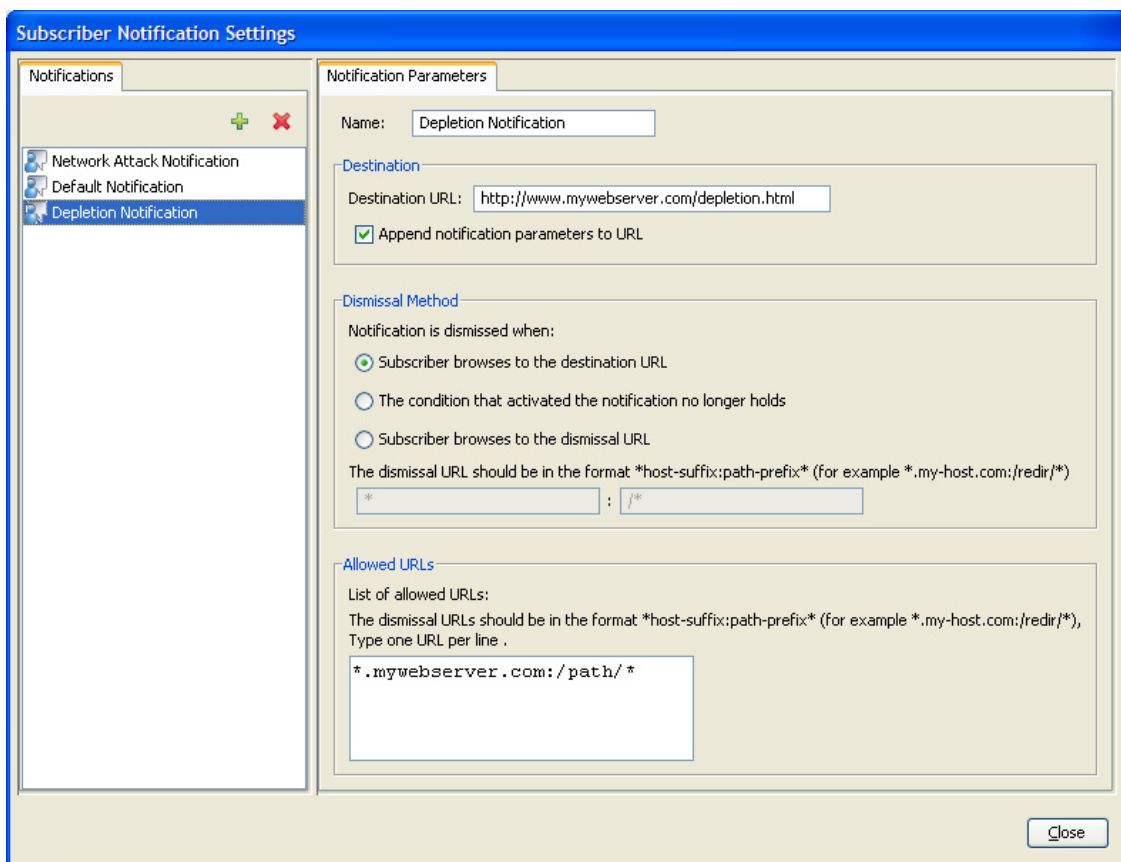 Subscriber Notification Settings
Notifications
Network Attack Notification
Default Notification
Depletion Notification
Notification Parameters
Name: Depletion Notification
Destination
Destination URL: http://www.mywebserver.com/depletion.html
Append notification parameters to URL
Dismissal Method
Notification is dismissed when:
Subscriber browses to the destination URL
The condition that activated the notification no longer holds
Subscriber browses to the dismissal URL
The dismissal URL should be in the format *host-suffix:path-prefix* (for example *.my-host.com:/redir/*)
* : /*
Allowed URLs
List of allowed URLs:
The dismissal URLs should be in the format *host-suffix:path-prefix* (for example *.my-host.com:/redir/*),
Type one URL per line .
*.mywebserver.com:/path/*
Close